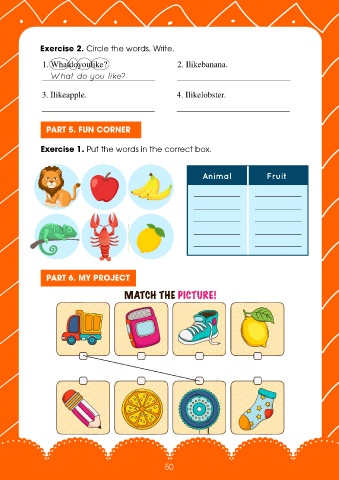 Exercise 2. Circle the words. Write.
1. Whatdoyoulike? 2. Ilikebanana.
What do you like?
3. Ilikeapple. 4. Ilikelobster.
PART 5. FUN CORNER
Exercise 1. Put the words in the correct box.
Animal Fruit
PART 6. MY PROJECT
MATCH THE PICTURE!
50